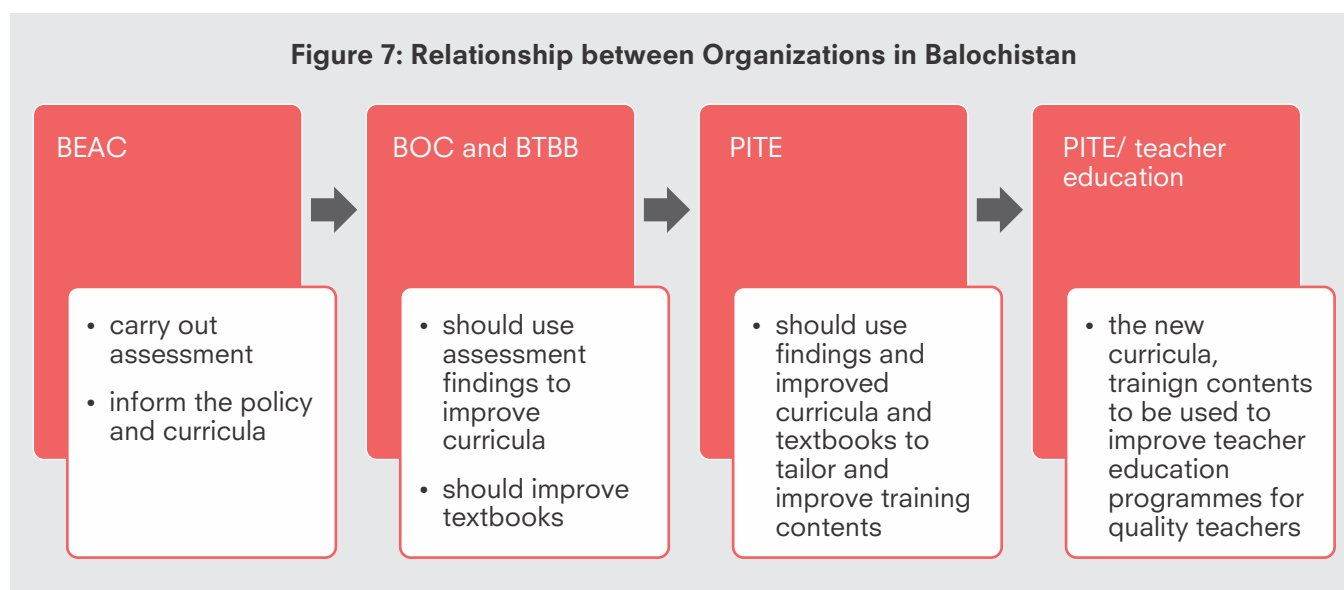 Figure 7: Relationship between Organizations in Balochistan
BEAC
• carry out
assessment
• inform the policy
and curricula
BOC and BTBB
• should use
assessment
findings to
improve
curricula
• should improve
textbooks
PITE
• should use
findings and
improved
curricula and
textbooks to
tailor and
improve training
contents
PITE/ teacher
education
• the new
curricula,
trainign contents
to be used to
improve teacher
education
programmes for
quality teachers